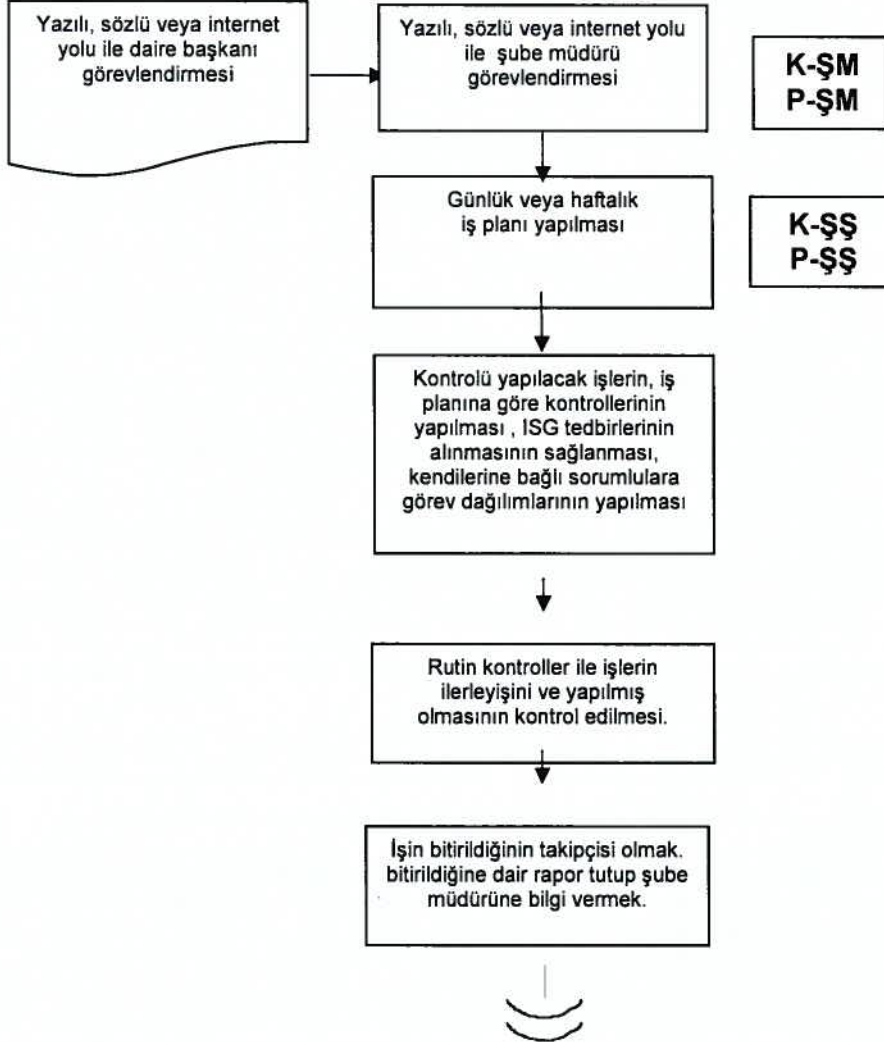 Yazılı, sözlü veya internet
yolu ile daire başkanı
görevlendirmesi
Yazılı, sözlü veya internet yolu
ile şube müdürü
görevlendirmesi
K-ŞM
P-ŞM
Günlük veya haftalık
iş planı yapılması
K-ŞŞ
P-ŞŞ
Kontrolü yapılacak işlerin, iş
planına göre kontrollerinin
yapılması , ISG tedbirlerinin
alınmasının sağlanması,
kendilerine bağlı sorumlulara
görev dağılımlarının yapılması
Rutin kontroller ile işlerin
ilerleyişini ve yapılmış
olmasının kontrol edilmesi.
İşin bitirildiğinin takipçisi olmak.
bitirildiğine dair rapor tutup şube
müdürüne bilgi vermek.